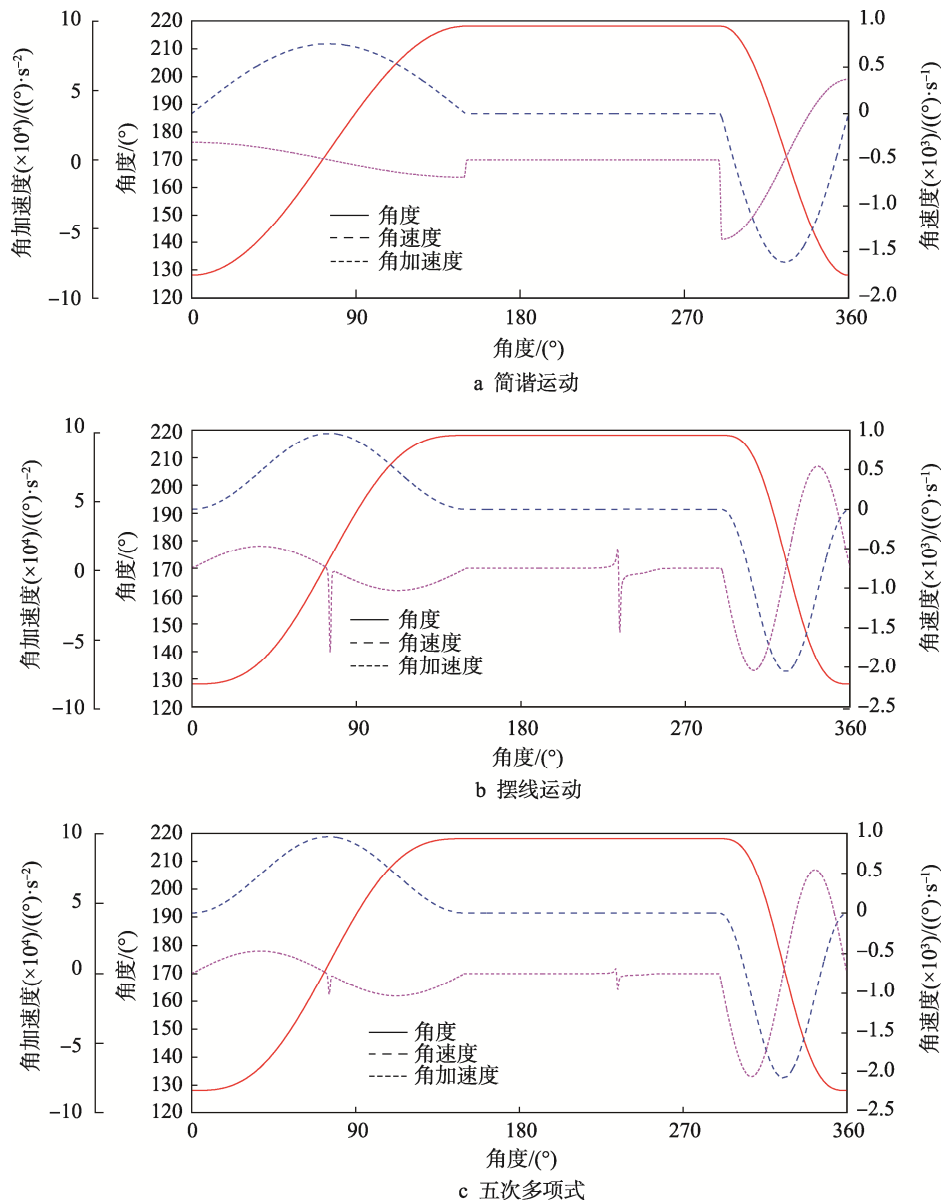 角加速度(×10⁴)/((°)·s⁻²)
10
5
0
−5
−10
角度/(°)
220
210
200
190
180
170
160
150
140
130
120
角度
角速度
角加速度
1.0
0.5
0
−0.5
−1.0
−1.5
−2.0
角速度(×10³)/((°)·s⁻¹)
0 90 180 270 360
角度/(°)
a 简谐运动
角加速度(×10⁴)/((°)·s⁻²)
10
5
0
−5
−10
角度/(°)
220
210
200
190
180
170
160
150
140
130
120
角度
角速度
角加速度
1.0
0.5
0
−0.5
−1.0
−1.5
−2.0
−2.5
角速度(×10³)/((°)·s⁻¹)
0 90 180 270 360
角度/(°)
b 摆线运动
角加速度(×10⁴)/((°)·s⁻²)
10
5
0
−5
−10
角度/(°)
220
210
200
190
180
170
160
150
140
130
120
角度
角速度
角加速度
1.0
0.5
0
−0.5
−1.0
−1.5
−2.0
−2.5
角速度(×10³)/((°)·s⁻¹)
0 90 180 270 360
角度/(°)
c 五次多项式